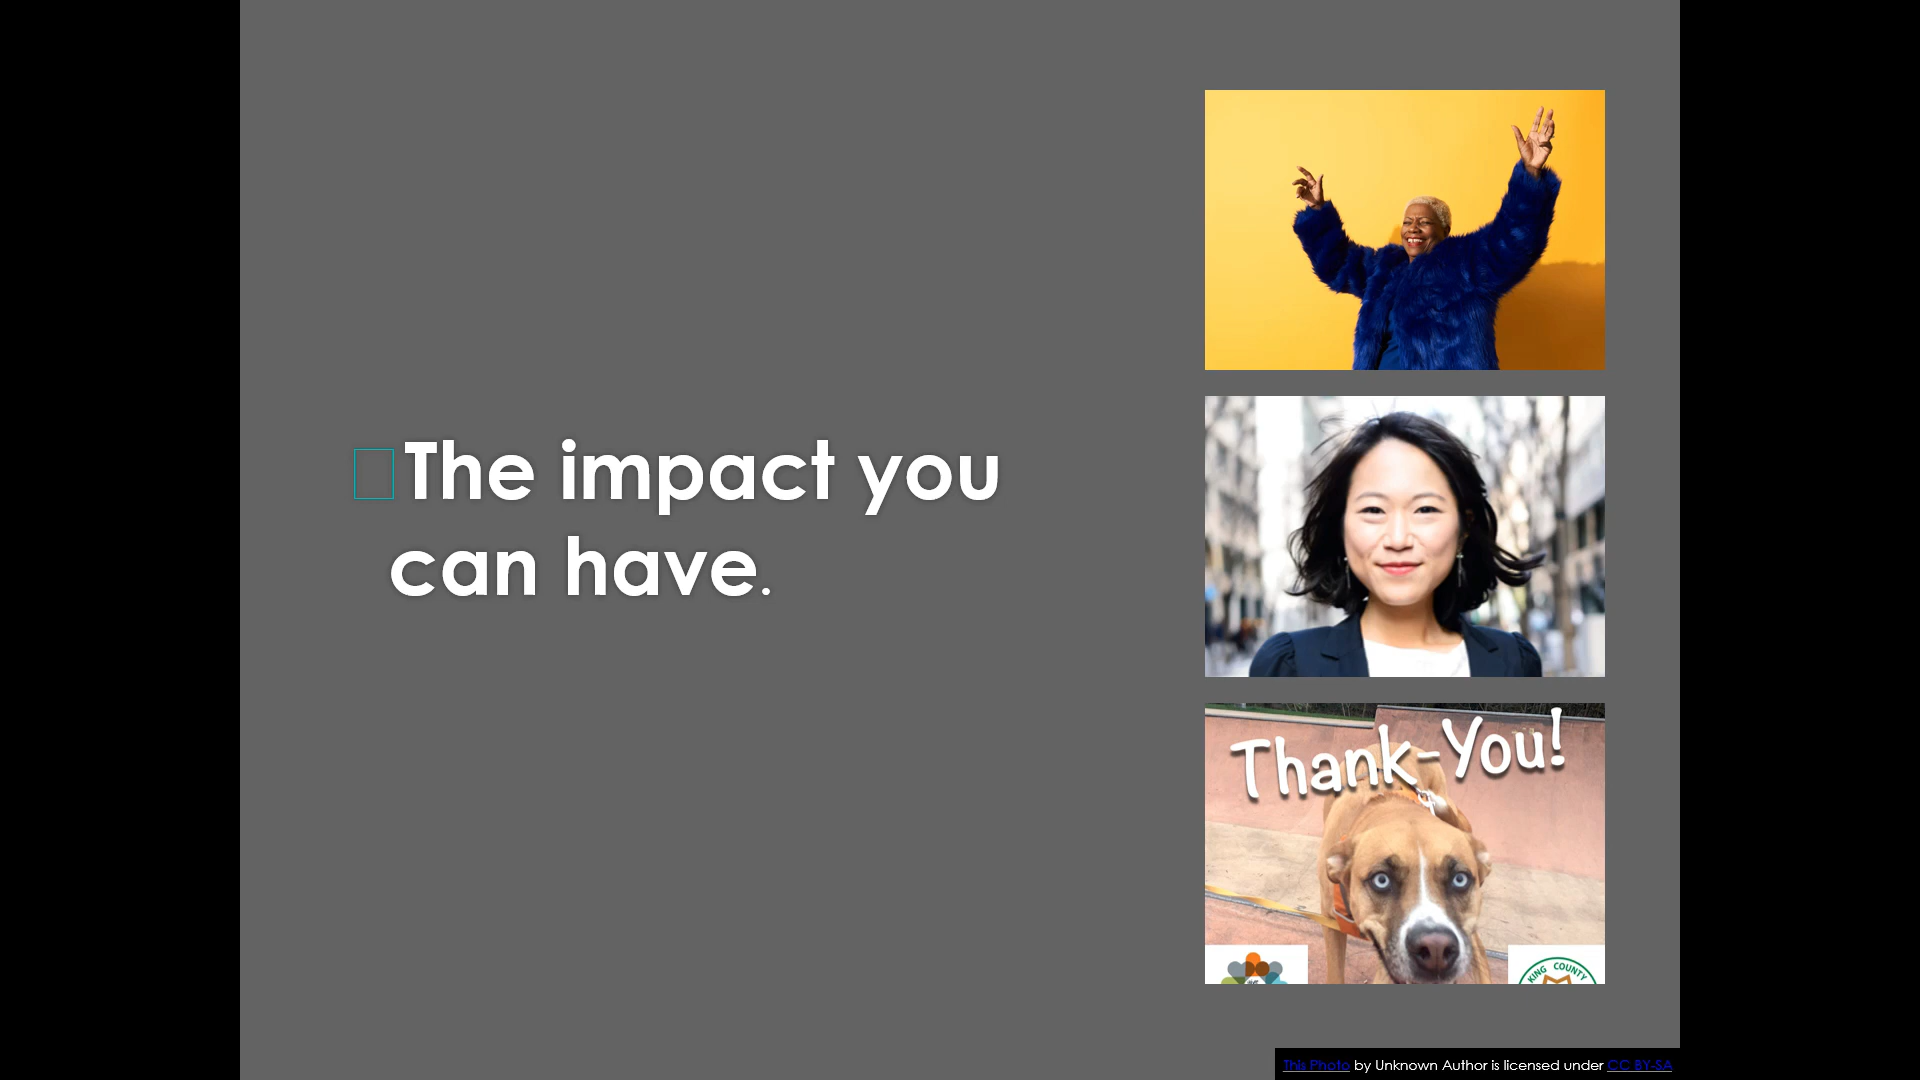 The impact you
can have.
Thank-You!
KING COUNTY
This Photo by Unknown Author is licensed under CC BY-SA